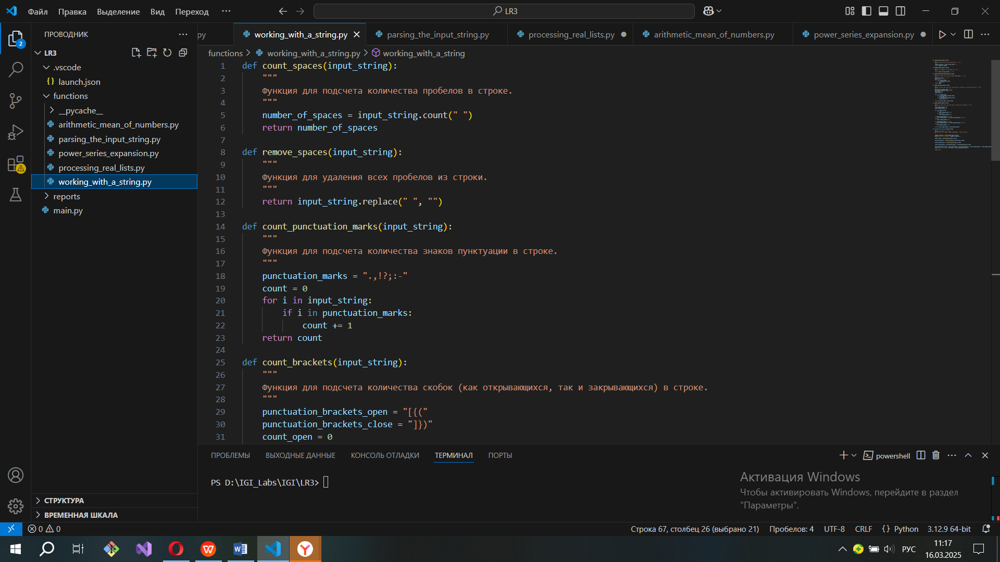 Файл Правка Выделение Вид Переход ··· LR3
ПРОВОДНИК
LR3
.vscode
{} launch.json
functions
__pycache__
arithmetic_mean_of_numbers.py
parsing_the_input_string.py
power_series_expansion.py
processing_real_lists.py
working_with_a_string.py
reports
main.py
СТРУКТУРА
ВРЕМЕННАЯ ШКАЛА
2
py working_with_a_string.py parsing_the_input_string.py processing_real_lists.py arithmetic_mean_of_numbers.py power_series_expansion.py
functions > working_with_a_string.py > working_with_a_string
1 def count_spaces(input_string):
2 """
3 Функция для подсчета количества пробелов в строке.
4 """
5 number_of_spaces = input_string.count(" ")
6 return number_of_spaces
7
8 def remove_spaces(input_string):
9 """
10 Функция для удаления всех пробелов из строки.
11 """
12 return input_string.replace(" ", "")
13
14 def count_punctuation_marks(input_string):
15 """
16 Функция для подсчета количества знаков пунктуации в строке.
17 """
18 punctuation_marks = ".,!?;:-"
19 count = 0
20 for i in input_string:
21 if i in punctuation_marks:
22 count += 1
23 return count
24
25 def count_brackets(input_string):
26 """
27 Функция для подсчета количества скобок (как открывающихся, так и закрывающихся) в строке.
28 """
29 punctuation_brackets_open = "[{("
30 punctuation_brackets_close = "]})"
31 count_open = 0
ПРОБЛЕМЫ ВЫХОДНЫЕ ДАННЫЕ КОНСОЛЬ ОТЛАДКИ ТЕРМИНАЛ ПОРТЫ powershell
PS D:\IGI_Labs\IGI\LR3>
Активация Windows
Чтобы активировать Windows, перейдите в раздел
"Параметры".
0 0 Строка 67, столбец 26 (выбрано 21) Пробелов: 4 UTF-8 CRLF {} Python 3.12.9 64-bit
РУС 11:17
16.03.2025